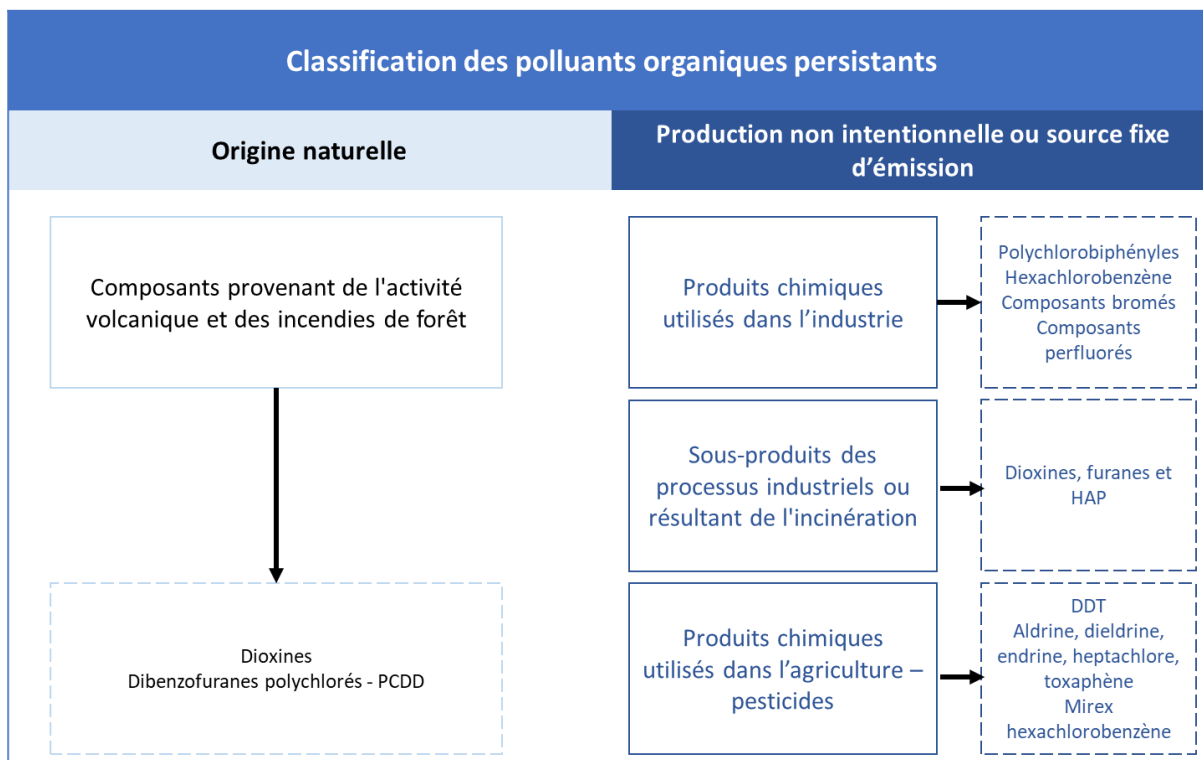 Classification des polluants organiques persistants
Origine naturelle
Production non intentionnelle ou source fixe
d’émission
Composants provenant de l'activité
volcanique et des incendies de forêt
Dioxines
Dibenzofuranes polychlorés - PCDD
Produits chimiques
utilisés dans l’industrie
Polychlorobiphényles
Hexachlorobenzène
Composants bromés
Composants
perfluorés
Sous-produits des
processus industriels ou
résultant de l'incinération
Dioxines, furanes et
HAP
Produits chimiques
utilisés dans l’agriculture –
pesticides
DDT
Aldrine, dieldrine,
endrine, heptachlore,
toxaphène
Mirex
hexachlorobenzène